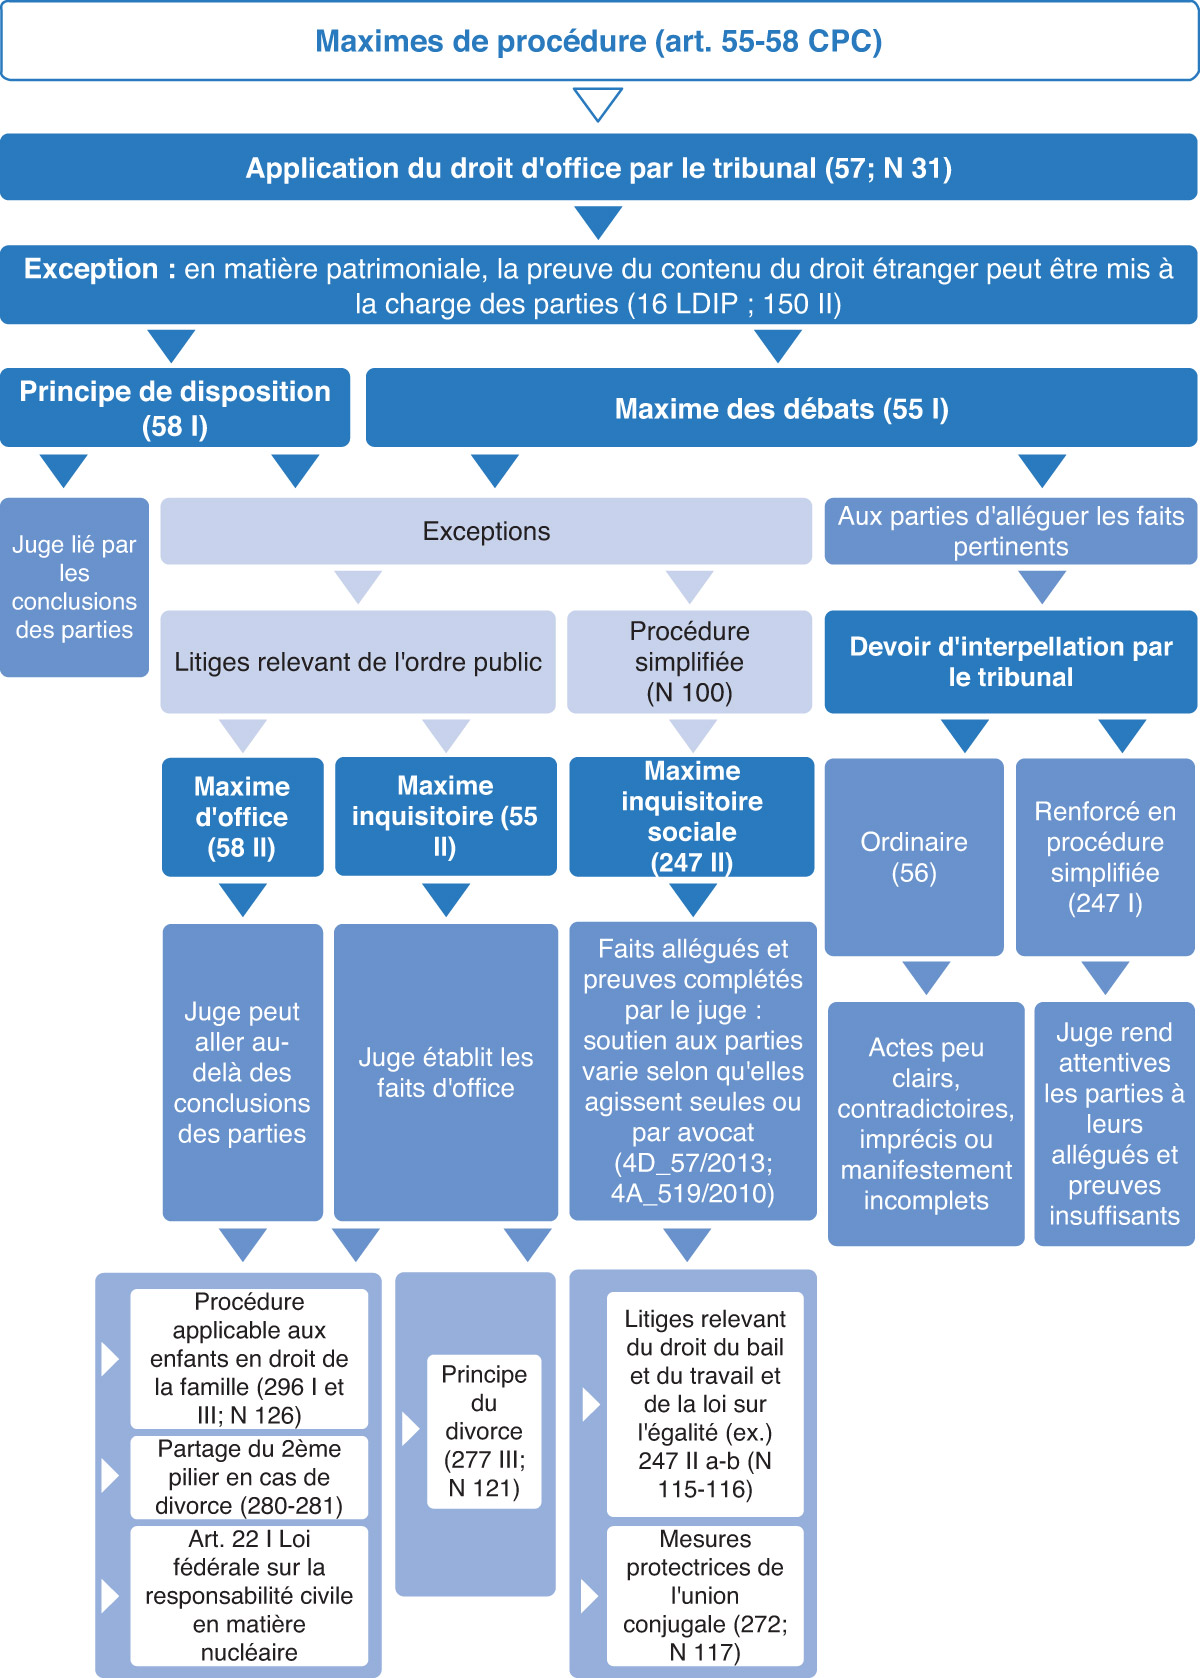 Maximes de procédure (art. 55-58 CPC)
Application du droit d'office par le tribunal (57; N 31)
Exception : en matière patrimoniale, la preuve du contenu du droit étranger peut être mis à
la charge des parties (16 LDIP ; 150 II)
Principe de disposition
(58 I)
Maxime des débats (55 I)
Juge lié par
les
conclusions
des parties
Exceptions
Aux parties d'alléguer les faits
pertinents
Litiges relevant de l'ordre public
Procédure
simplifiée
(N 100)
Devoir d'interpellation par
le tribunal
Maxime
d'office
(58 II)
Maxime
inquisitoire (55
II)
Maxime
inquisitoire
sociale
(247 II)
Ordinaire
(56)
Renforcé en
procédure
simplifiée
(247 I)
Juge peut
aller au-
delà des
conclusions
des parties
Juge établit les
faits d'office
Faits allégués et
preuves complétés
par le juge :
soutien aux parties
varie selon qu'elles
agissent seules ou
par avocat
(4D_57/2013;
4A_519/2010)
Actes peu
clairs,
contradictoires,
imprécis ou
manifestement
incomplets
Juge rend
attentives
les parties à
leurs
allégués et
preuves
insuffisants
Procédure
applicable aux
enfants en droit de
la famille (296 I et
III; N 126)
Partage du 2ème
pilier en cas de
divorce (280-281)
Art. 22 I Loi
fédérale sur la
responsabilité civile
en matière
nucléaire
Principe
du
divorce
(277 III;
N 121)
Litiges relevant
du droit du bail
et du travail et
de la loi sur
l'égalité (ex.)
247 II a-b (N
115-116)
Mesures
protectrices de
l'union
conjugale (272;
N 117)